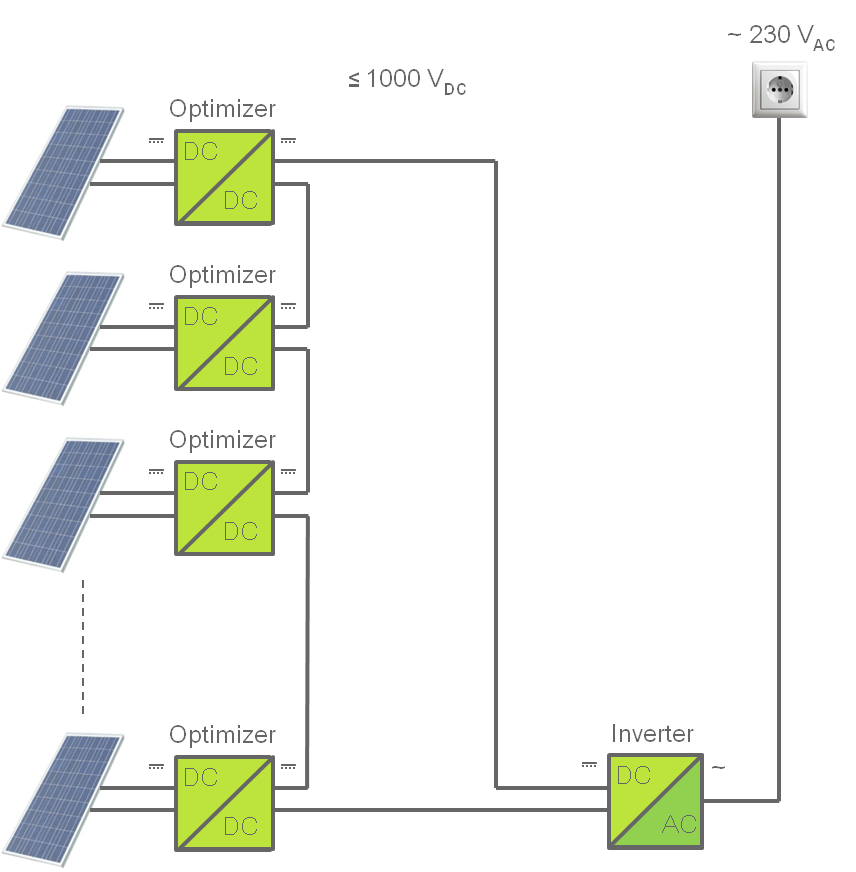 ~ 230 VAC
≤ 1000 VDC
Optimizer
DC
DC
Optimizer
DC
DC
Optimizer
DC
DC
Optimizer
DC
DC
Inverter
DC
~
AC